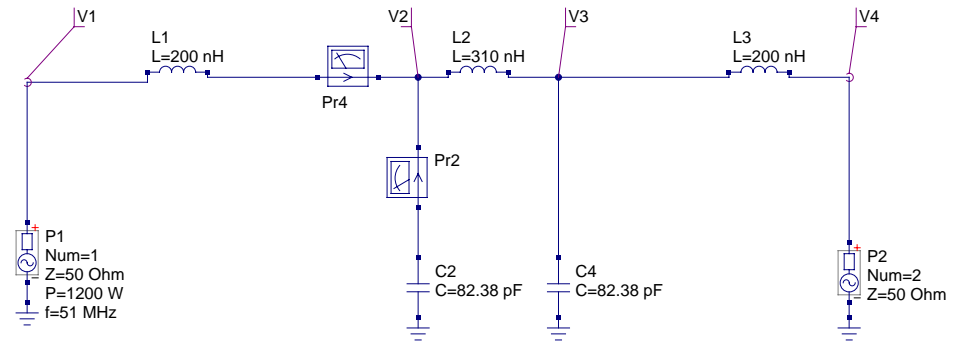 V1
V2
V3
V4
L1
L=200 nH
L2
L=310 nH
L3
L=200 nH
Pr4
Pr2
P1
Num=1
Z=50 Ohm
P=1200 W
f=51 MHz
C2
C=82.38 pF
C4
C=82.38 pF
P2
Num=2
Z=50 Ohm